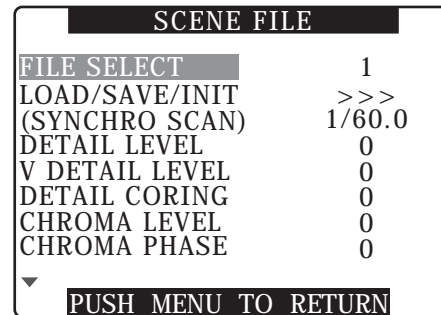 SCENE FILE
FILE SELECT 1
LOAD/SAVE/INIT >>>
(SYNCHRO SCAN) 1/60.0
DETAIL LEVEL 0
V DETAIL LEVEL 0
DETAIL CORING 0
CHROMA LEVEL 0
CHROMA PHASE 0
PUSH MENU TO RETURN